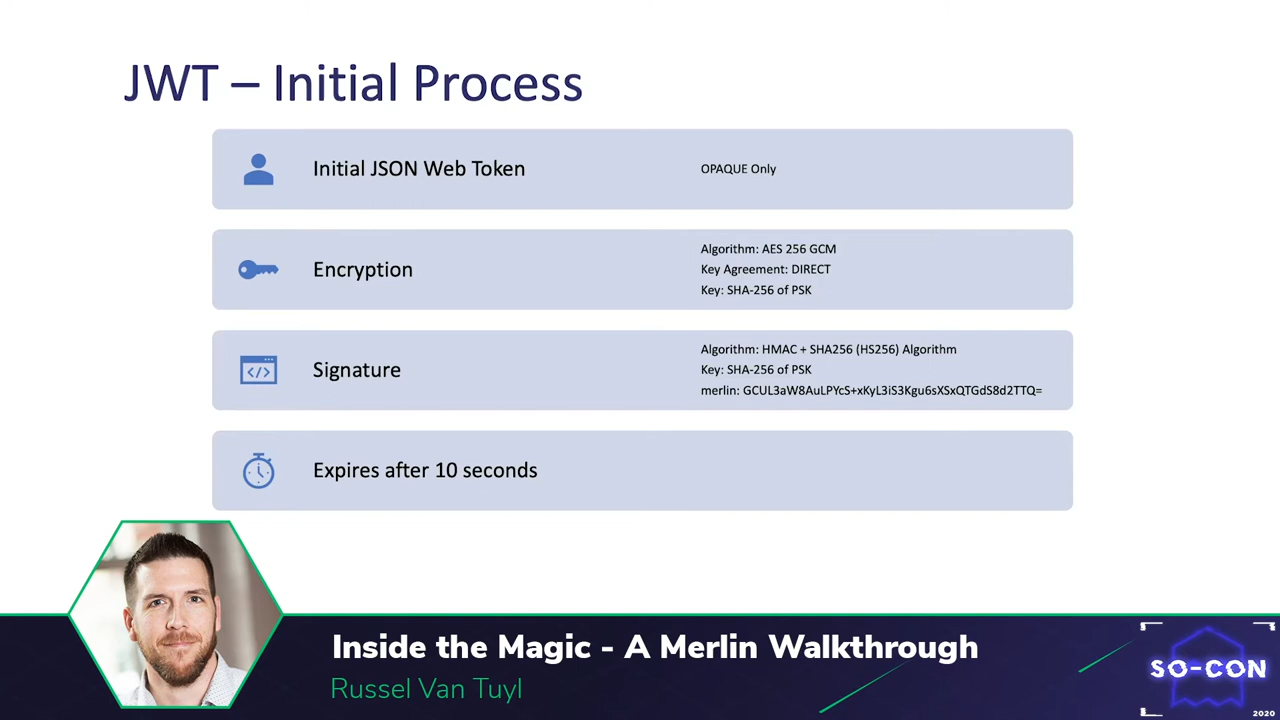 JWT – Initial Process
Initial JSON Web Token
OPAQUE Only
Encryption
Algorithm: AES 256 GCM
Key Agreement: DIRECT
Key: SHA-256 of PSK
Signature
Algorithm: HMAC + SHA256 (HS256) Algorithm
Key: SHA-256 of PSK
merlin: GCUL3aW8AuLPYcS+xKyL3iS3Kgu6sXSxQTGdS8d2TTQ=
Expires after 10 seconds
Inside the Magic - A Merlin Walkthrough
Russel Van Tuyl
SO-CON
2020